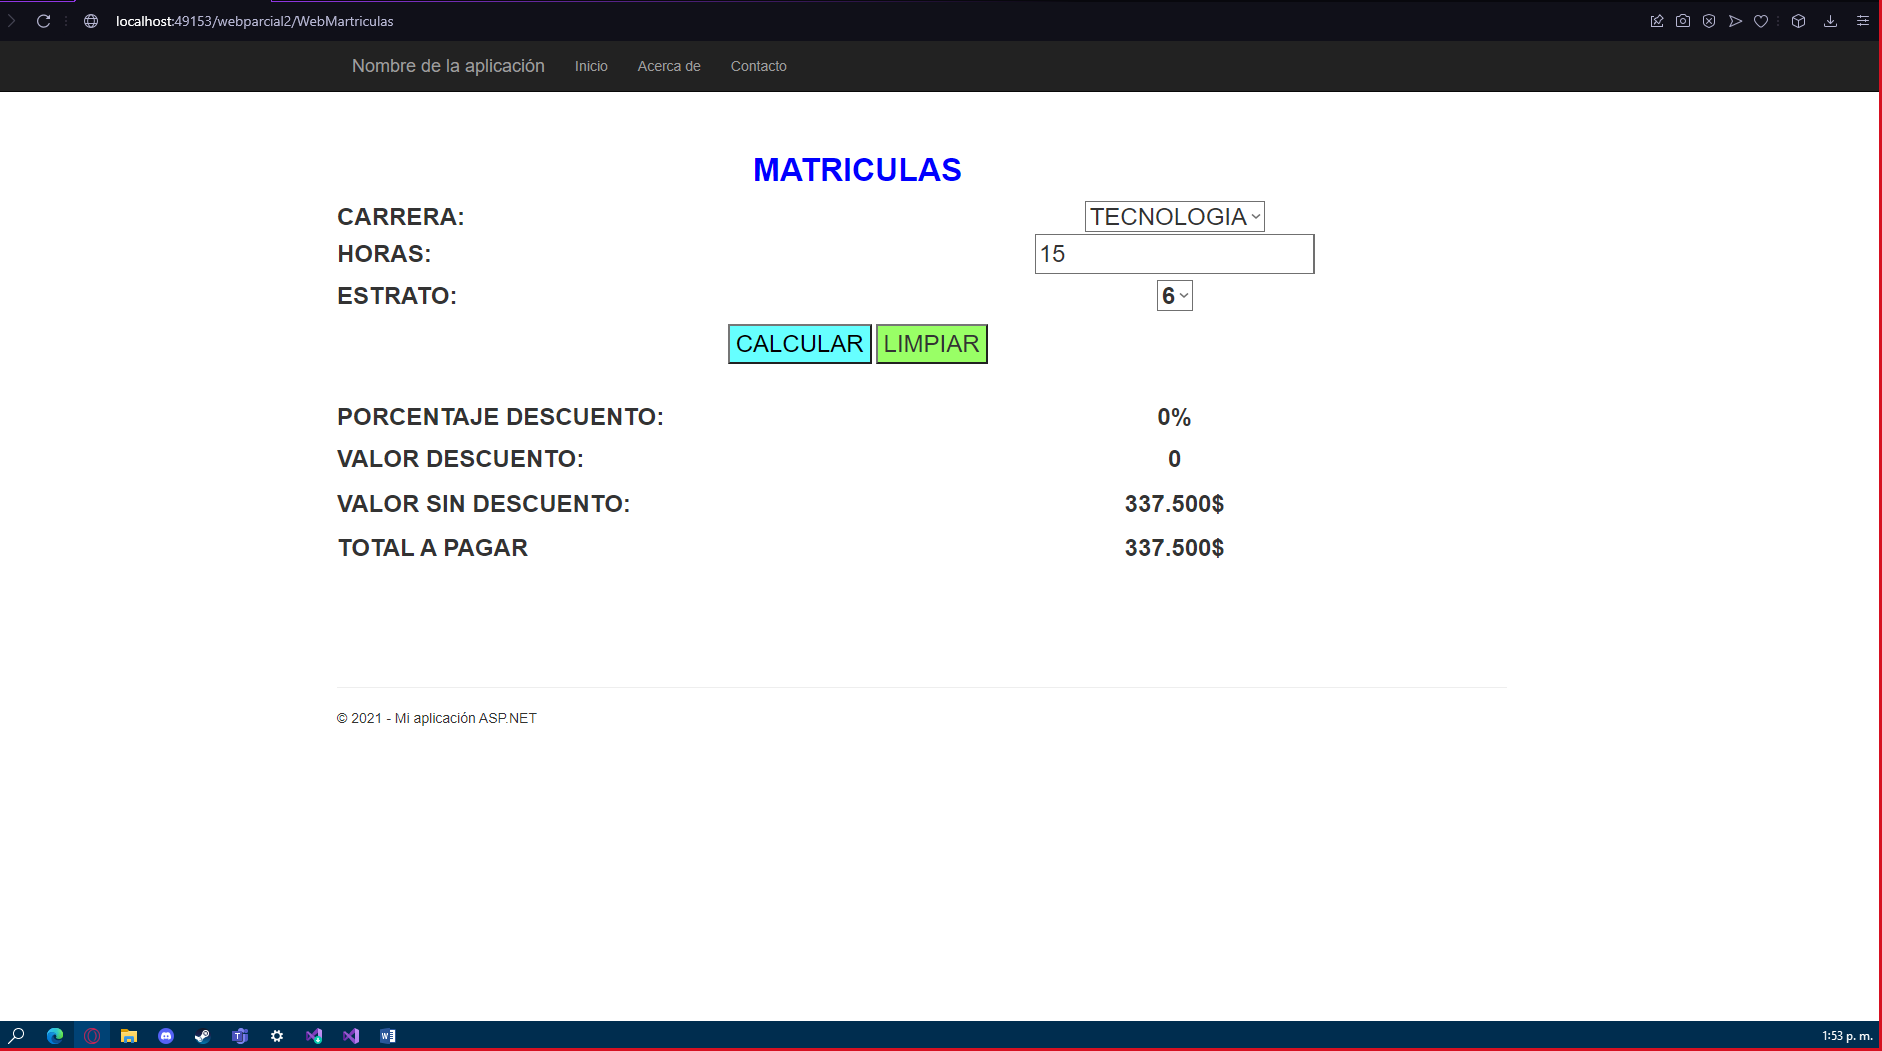 localhost:49153/webparcial2/WebMartriculas
Nombre de la aplicación Inicio Acerca de Contacto
MATRICULAS
CARRERA: TECNOLOGIA
HORAS: 15
ESTRATO: 6
CALCULAR LIMPIAR
PORCENTAJE DESCUENTO: 0%
VALOR DESCUENTO: 0
VALOR SIN DESCUENTO: 337.500$
TOTAL A PAGAR 337.500$
© 2021 - Mi aplicación ASP.NET
1:53 p. m.